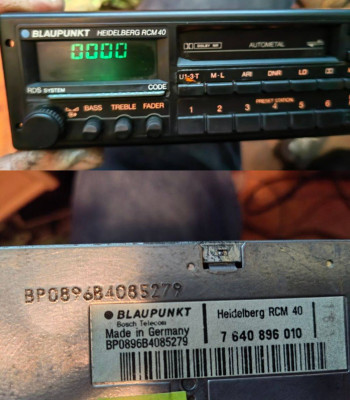 BLAUPUNKT HEIDELBERG RCM 40
0000
DOLBY B NR AUTOMETAL
RDS SYSTEM CODE
U1-3-T M-L ARI DNR LO
BASS TREBLE FADER
PRESET STATION
1 2 3 4 5 6
BP0896B4085279
BLAUPUNKT Heidelberg RCM 40
Bosch Telecom
Made in Germany 7 640 896 010
BP0896B4085279